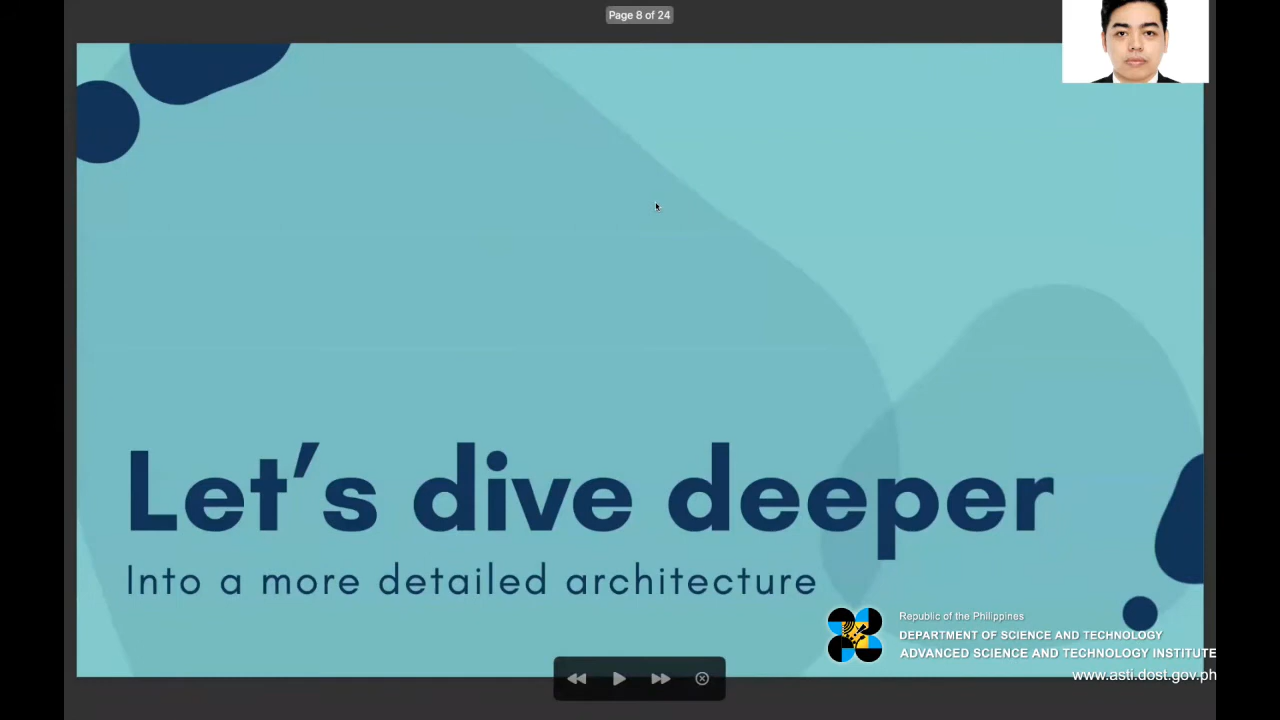 Page 8 of 24
Let’s dive deeper
Into a more detailed architecture
Republic of the Philippines
DEPARTMENT OF SCIENCE AND TECHNOLOGY
ADVANCED SCIENCE AND TECHNOLOGY INSTITUTE
www.asti.dost.gov.ph